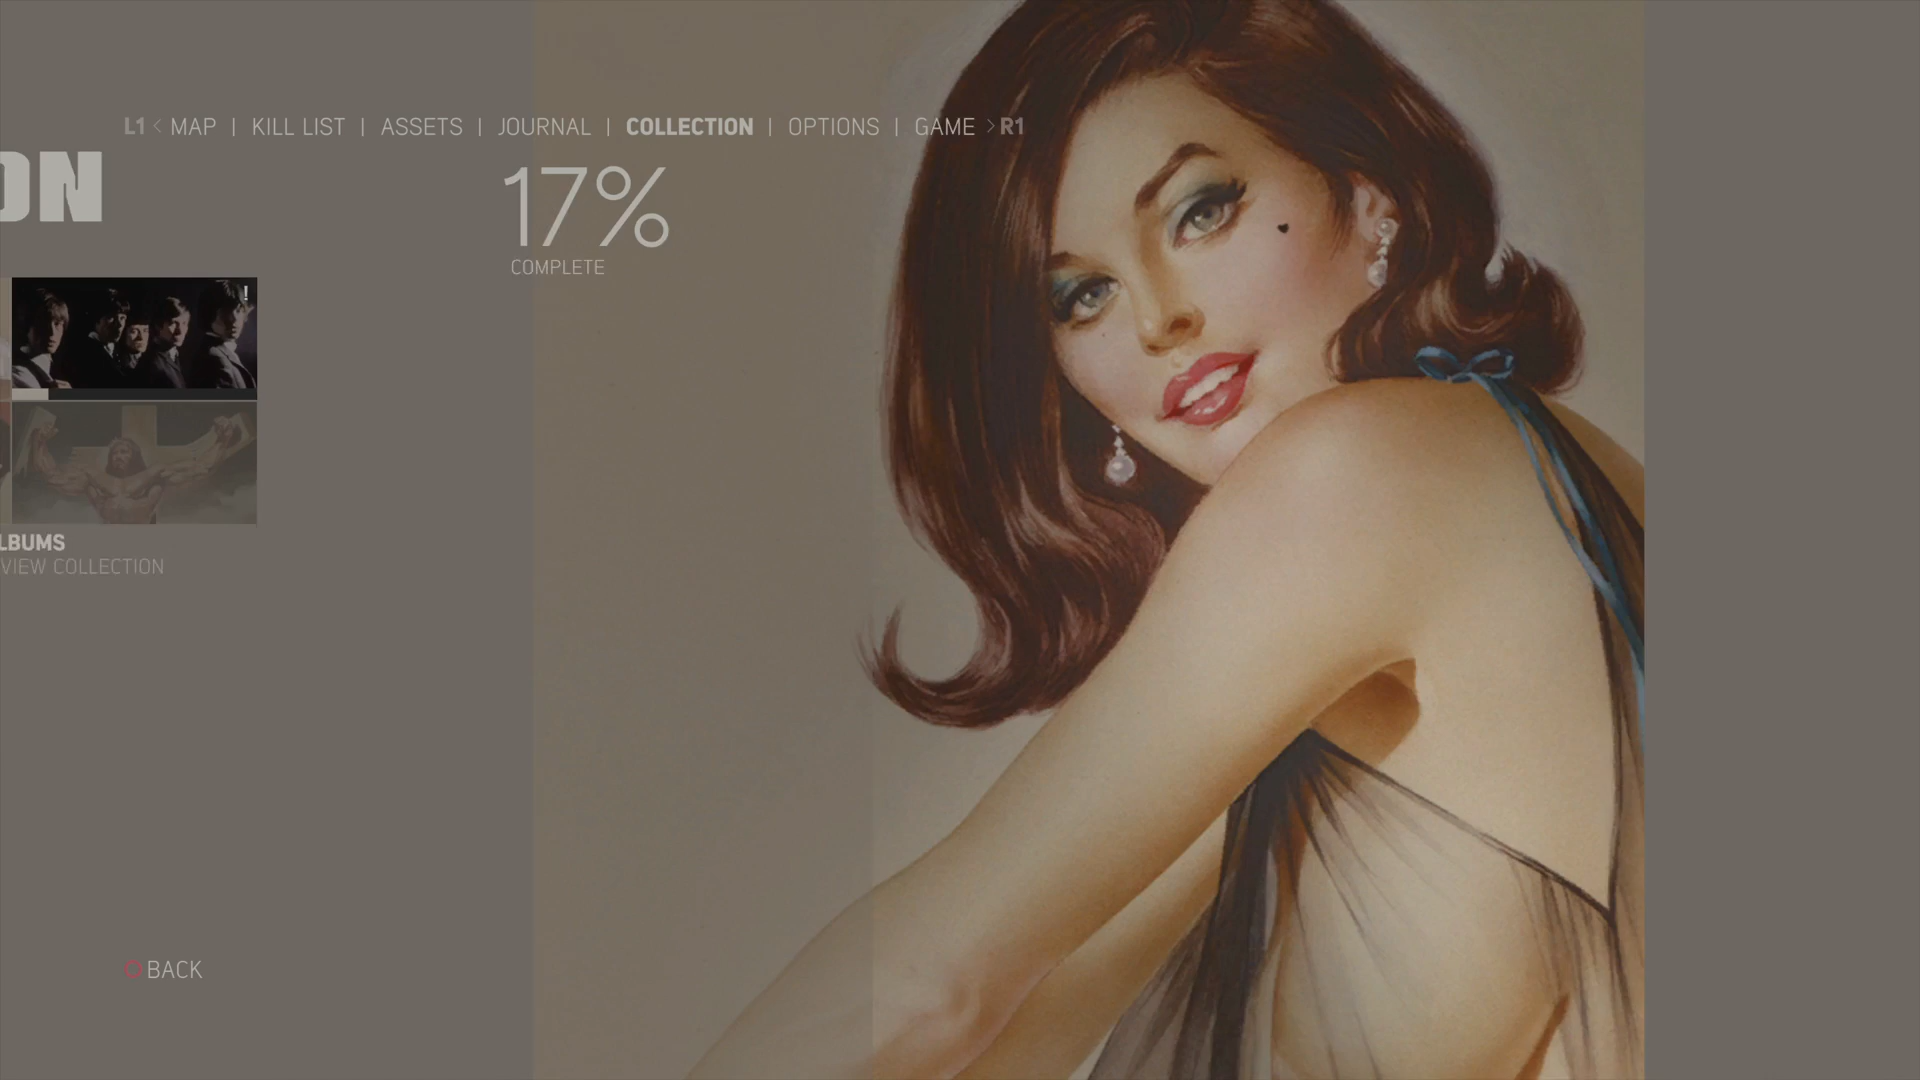 L1 < MAP | KILL LIST | ASSETS | JOURNAL | COLLECTION | OPTIONS | GAME > R1
ON
17%
COMPLETE
!
LBUMS
VIEW COLLECTION
BACK